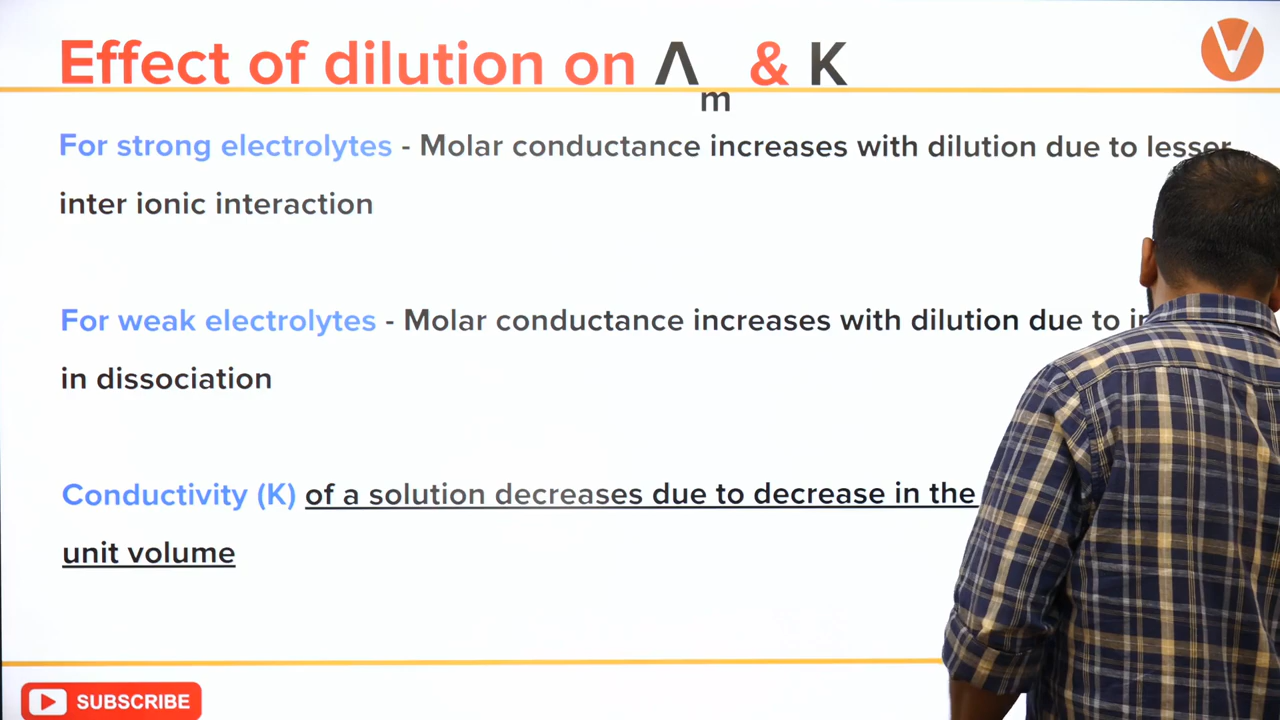 Effect of dilution on Λm & K
For strong electrolytes - Molar conductance increases with dilution due to lesser
inter ionic interaction
For weak electrolytes - Molar conductance increases with dilution due to
in dissociation
Conductivity (K) of a solution decreases due to decrease in the
unit volume
SUBSCRIBE